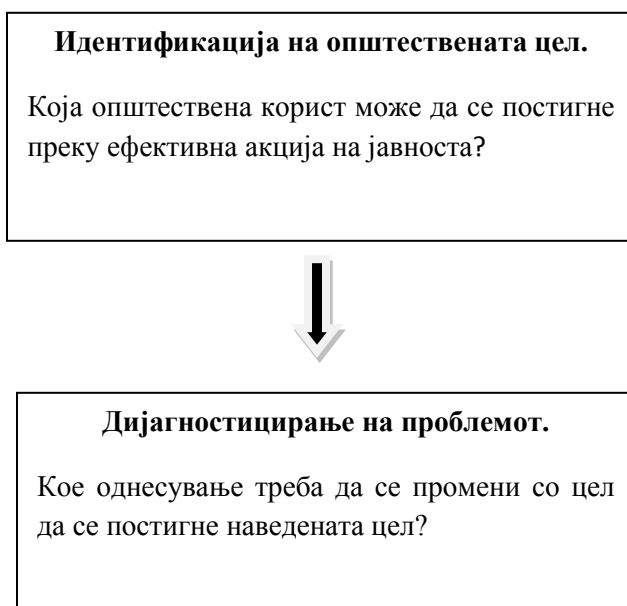 Идентификација на општествената цел.
Која општествена корист може да се постигне
преку ефективна акција на јавноста?
Дијагностицирање на проблемот.
Кое однесување треба да се промени со цел
да се постигне наведената цел?